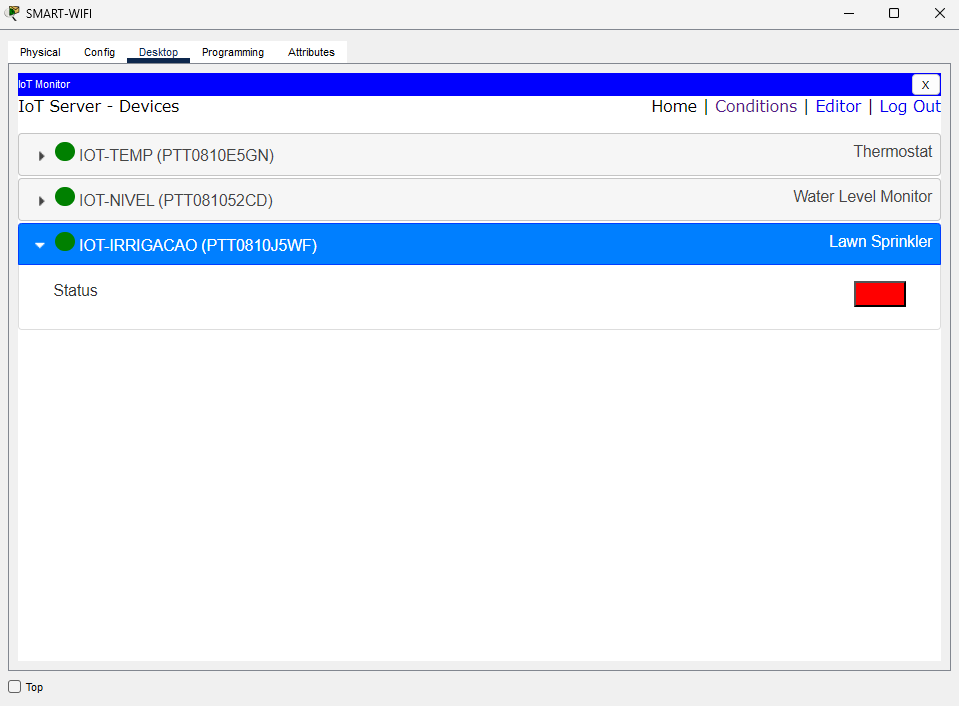 SMART-WIFI
Physical Config Desktop Programming Attributes
IoT Monitor X
IoT Server - Devices Home | Conditions | Editor | Log Out
IOT-TEMP (PTT0810E5GN) Thermostat
IOT-NIVEL (PTT081052CD) Water Level Monitor
IOT-IRRIGACAO (PTT0810J5WF) Lawn Sprinkler
Status
Top